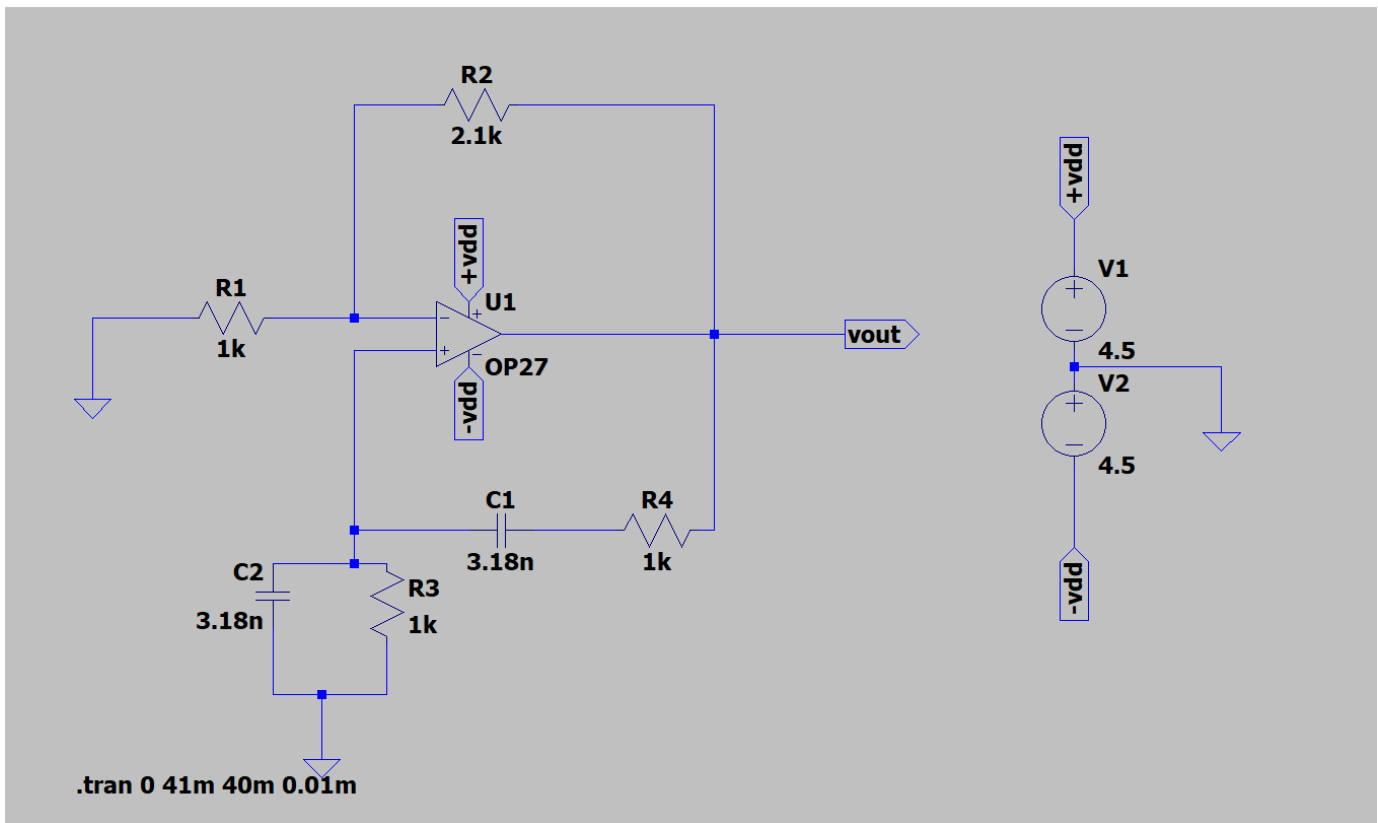 R2
2.1k
+vdd
+vdd
R1
1k
U1
OP27
-vdd
vout
V1
4.5
V2
4.5
C1
3.18n
R4
1k
C2
3.18n
R3
1k
-vdd
.tran 0 41m 40m 0.01m